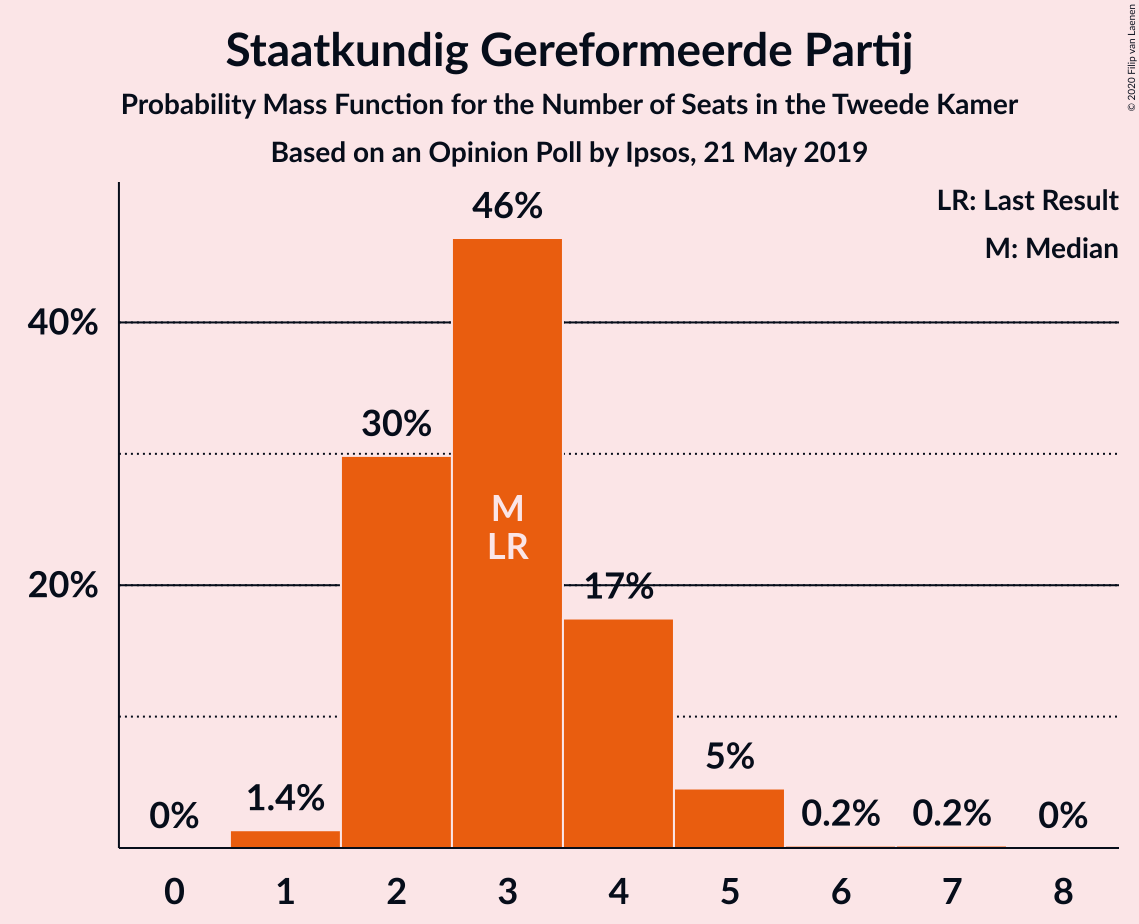 Staatkundig Gereformeerde Partij
Probability Mass Function for the Number of Seats in the Tweede Kamer
Based on an Opinion Poll by Ipsos, 21 May 2019
© 2020 Filip van Laenen
LR: Last Result
M: Median
46%
40%
30%
M
LR
20%
17%
5%
0%
1.4%
0.2%
0.2%
0%
0 1 2 3 4 5 6 7 8